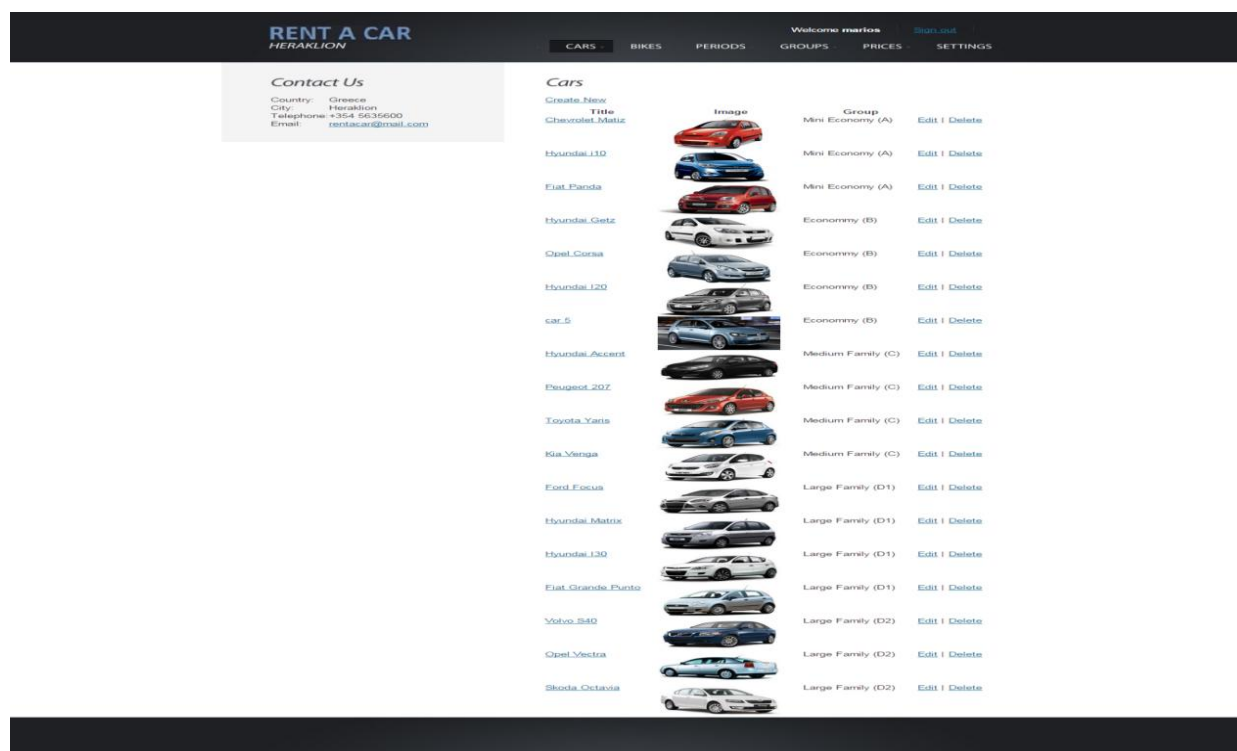 RENT A CAR
HERAKLION
Welcome marios Sign out
CARS BIKES PERIODS GROUPS PRICES SETTINGS
Contact Us
Country: Greece
City: Heraklion
Telephone: +354 5635600
Email: rentacar@mail.com
Cars
Create New
Title Image Group
Chevrolet Matiz Mini Economy (A) Edit | Delete
Hyundai i10 Mini Economy (A) Edit | Delete
Fiat Panda Mini Economy (A) Edit | Delete
Hyundai Getz Econommy (B) Edit | Delete
Opel Corsa Econommy (B) Edit | Delete
Hyundai I20 Econommy (B) Edit | Delete
car 5 Econommy (B) Edit | Delete
Hyundai Accent Medium Family (C) Edit | Delete
Peugeot 207 Medium Family (C) Edit | Delete
Toyota Yaris Medium Family (C) Edit | Delete
Kia Venga Medium Family (C) Edit | Delete
Ford Focus Large Family (D1) Edit | Delete
Hyundai Matrix Large Family (D1) Edit | Delete
Hyundai I30 Large Family (D1) Edit | Delete
Fiat Grande Punto Large Family (D1) Edit | Delete
Volvo S40 Large Family (D2) Edit | Delete
Opel Vectra Large Family (D2) Edit | Delete
Skoda Octavia Large Family (D2) Edit | Delete